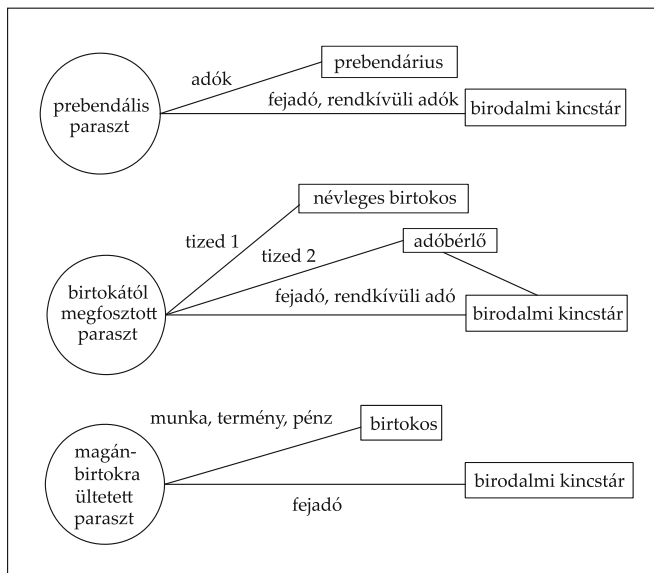 adók
prebendárius
prebendális
paraszt
fejadó, rendkívüli adók
birodalmi kincstár
névleges birtokos
tized 1
tized 2
adóbérlő
birtokától
megfosztott
paraszt
fejadó, rendkívüli adó
birodalmi kincstár
munka, termény, pénz
birtokos
magán-
birtokra
ültetett
paraszt
birodalmi kincstár
fejadó